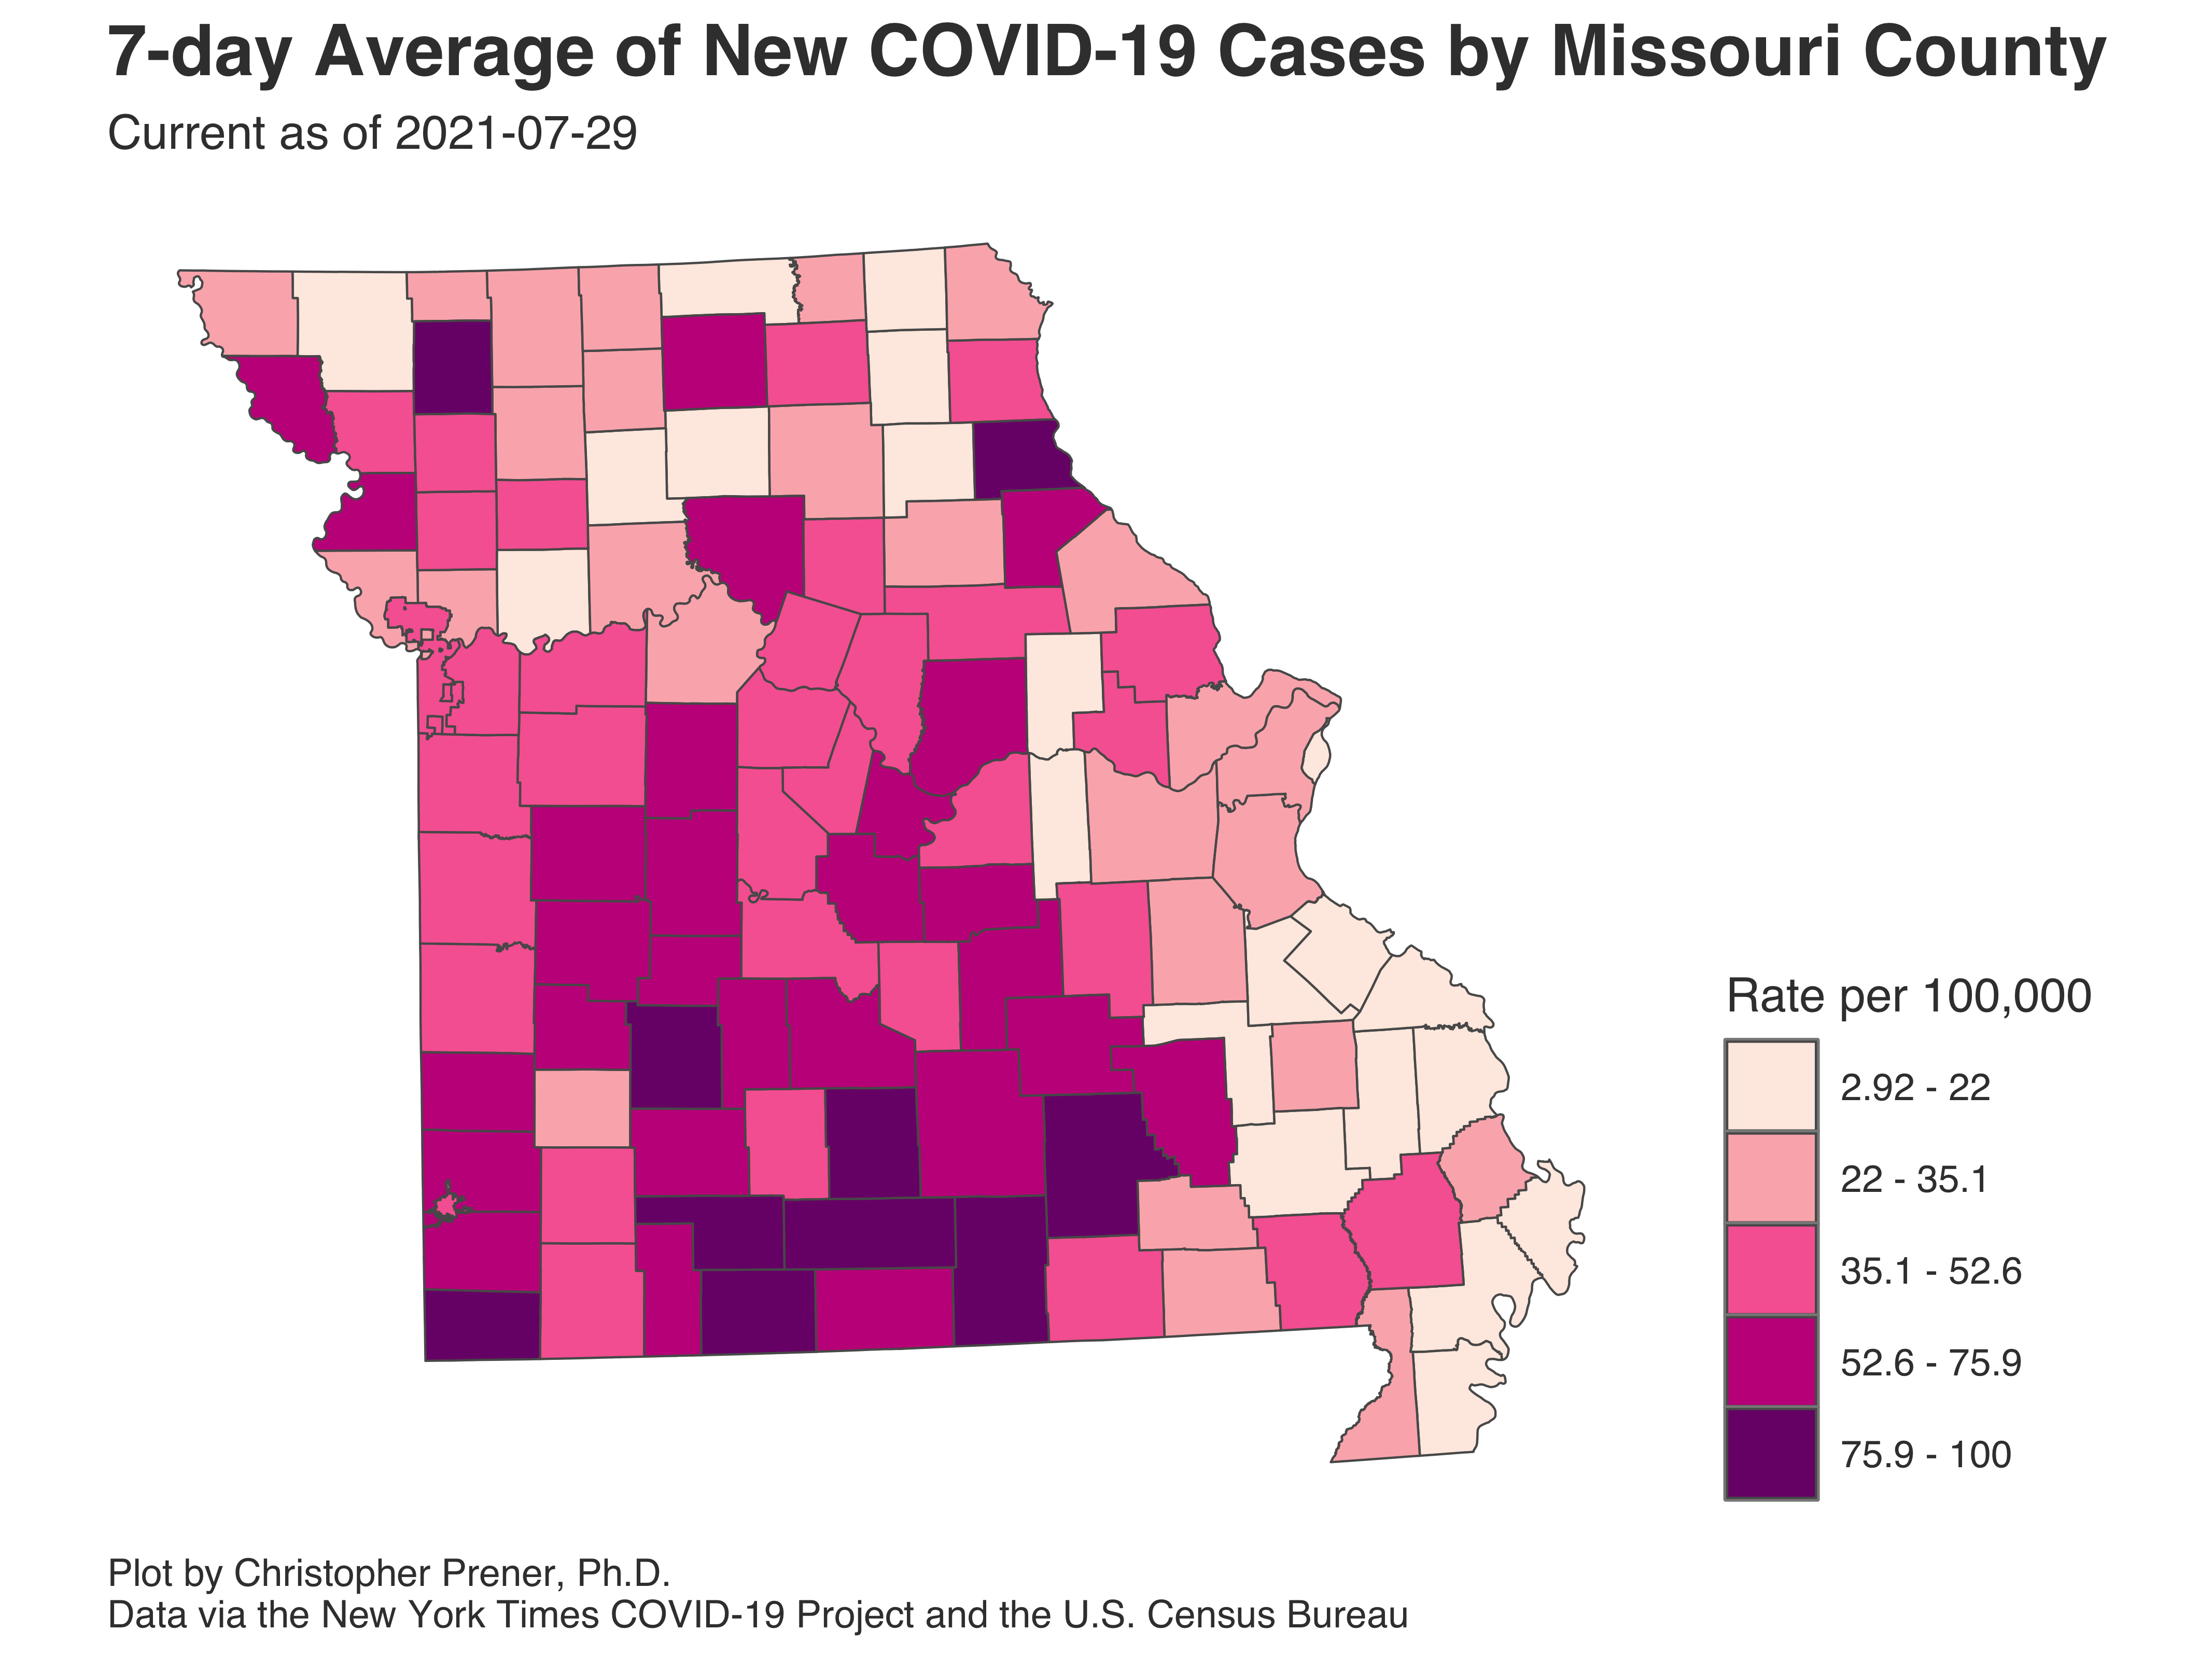 7-day Average of New COVID-19 Cases by Missouri County
Current as of 2021-07-29
Rate per 100,000
2.92 - 22
22 - 35.1
35.1 - 52.6
52.6 - 75.9
75.9 - 100
Plot by Christopher Prener, Ph.D.
Data via the New York Times COVID-19 Project and the U.S. Census Bureau